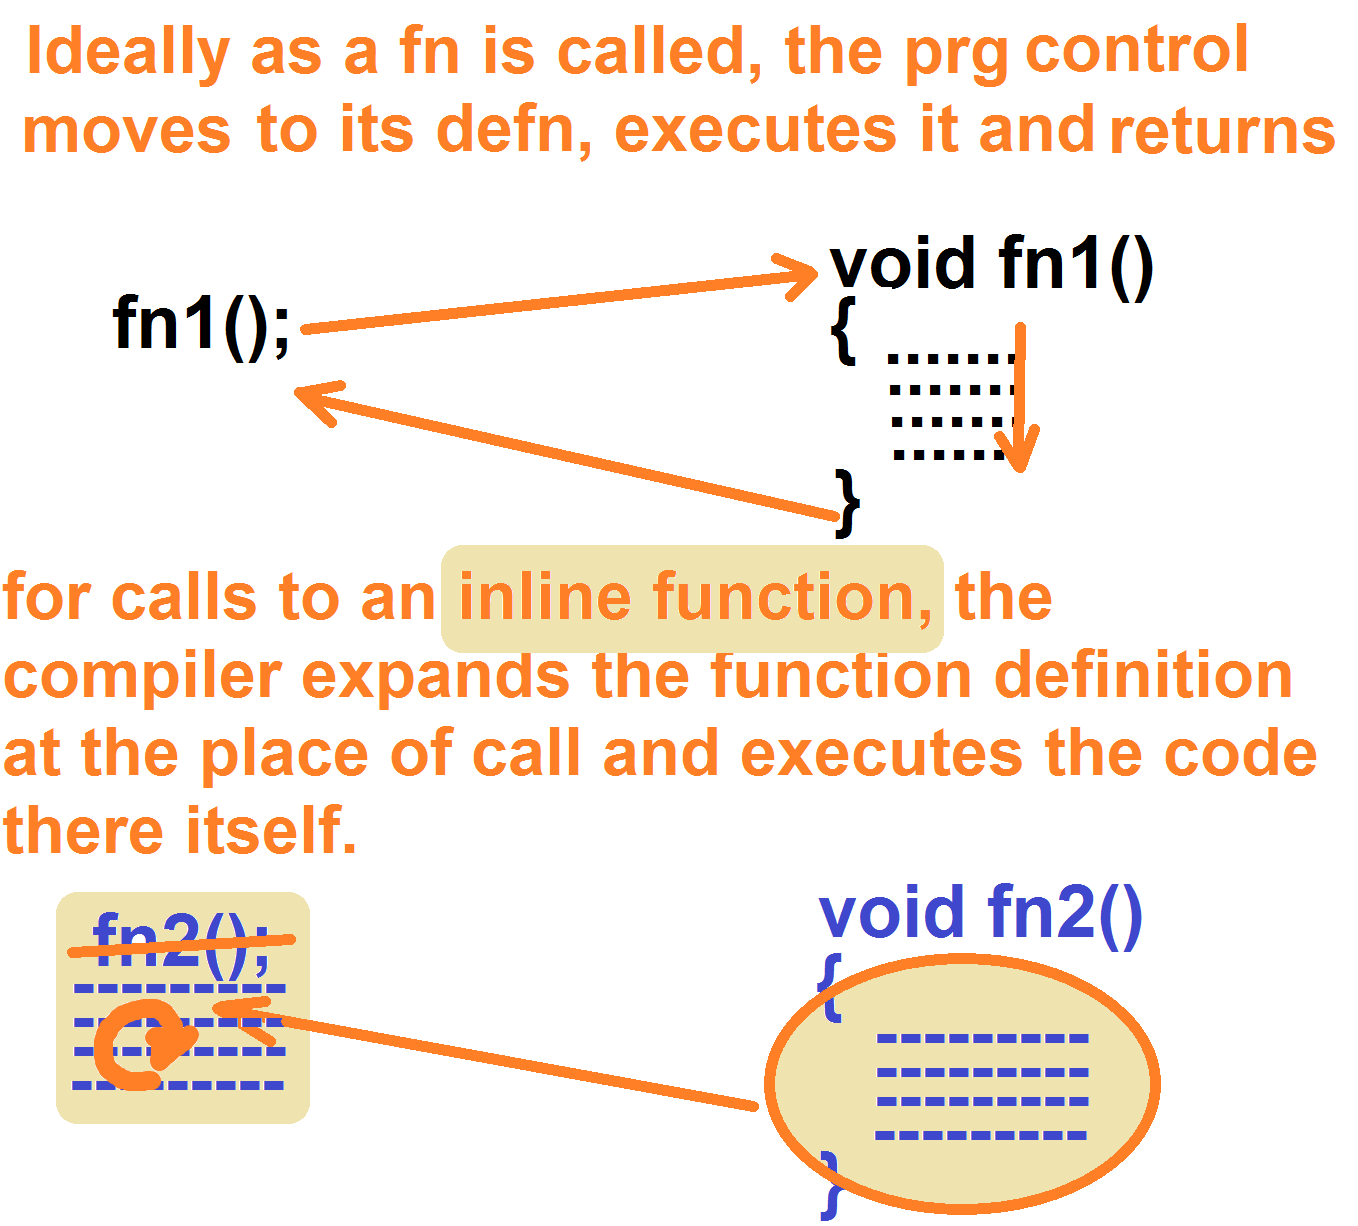 Ideally as a fn is called, the prg control
moves to its defn, executes it and returns
void fn1()
fn1();
{ .......
.......
.......
......
}
for calls to an inline function, the
compiler expands the function definition
at the place of call and executes the code
there itself.
void fn2()
fn2();
{
---------
---------
---------
---------
---------
---------
---------
---------
}